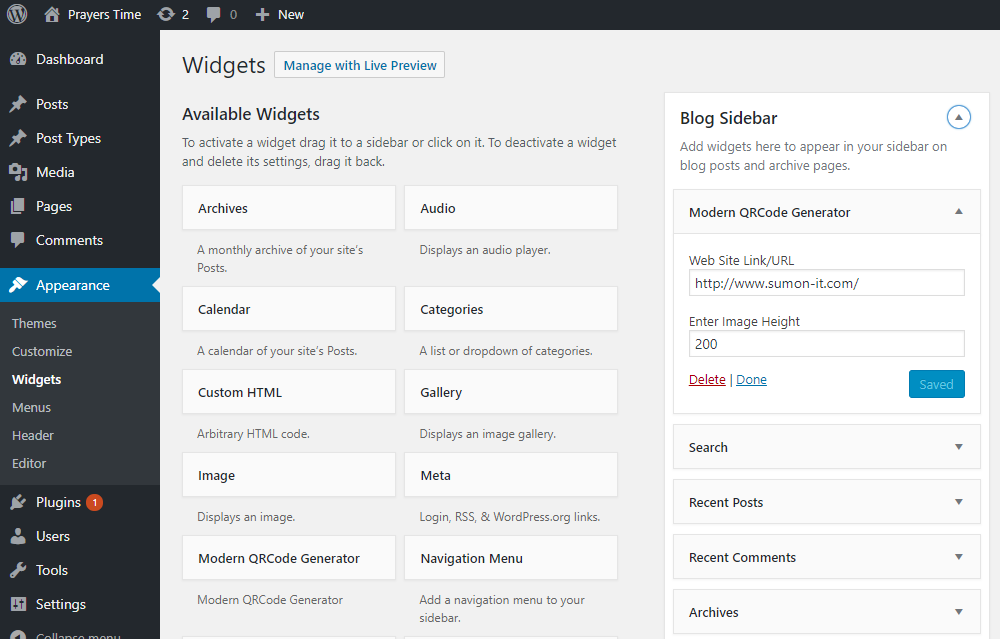 Prayers Time 2 0 New
Dashboard
Posts
Post Types
Media
Pages
Comments
Appearance
Themes
Customize
Widgets
Menus
Header
Editor
Plugins 1
Users
Tools
Settings
Collapse menu
Widgets Manage with Live Preview
Available Widgets
To activate a widget drag it to a sidebar or click on it. To deactivate a widget
and delete its settings, drag it back.
Archives
A monthly archive of your site's
Posts.
Audio
Displays an audio player.
Calendar
A calendar of your site's Posts.
Categories
A list or dropdown of categories.
Custom HTML
Arbitrary HTML code.
Gallery
Displays an image gallery.
Image
Displays an image.
Meta
Login, RSS, & WordPress.org links.
Modern QRCode Generator
Modern QRCode Generator
Navigation Menu
Add a navigation menu to your
sidebar.
Blog Sidebar
Add widgets here to appear in your sidebar on
blog posts and archive pages.
Modern QRCode Generator
Web Site Link/URL
http://www.sumon-it.com/
Enter Image Height
200
Delete | Done
Saved
Search
Recent Posts
Recent Comments
Archives